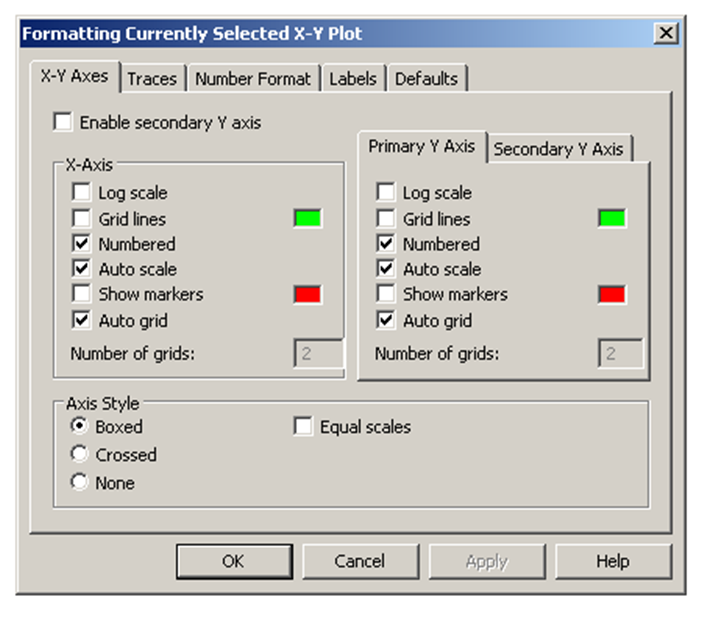 Formatting Currently Selected X-Y Plot
X-Y Axes Traces Number Format Labels Defaults
Enable secondary Y axis
X-Axis
Log scale
Grid lines
Numbered
Auto scale
Show markers
Auto grid
Number of grids: 2
Primary Y Axis Secondary Y Axis
Log scale
Grid lines
Numbered
Auto scale
Show markers
Auto grid
Number of grids: 2
Axis Style
Boxed
Crossed
None
Equal scales
OK Cancel Apply Help